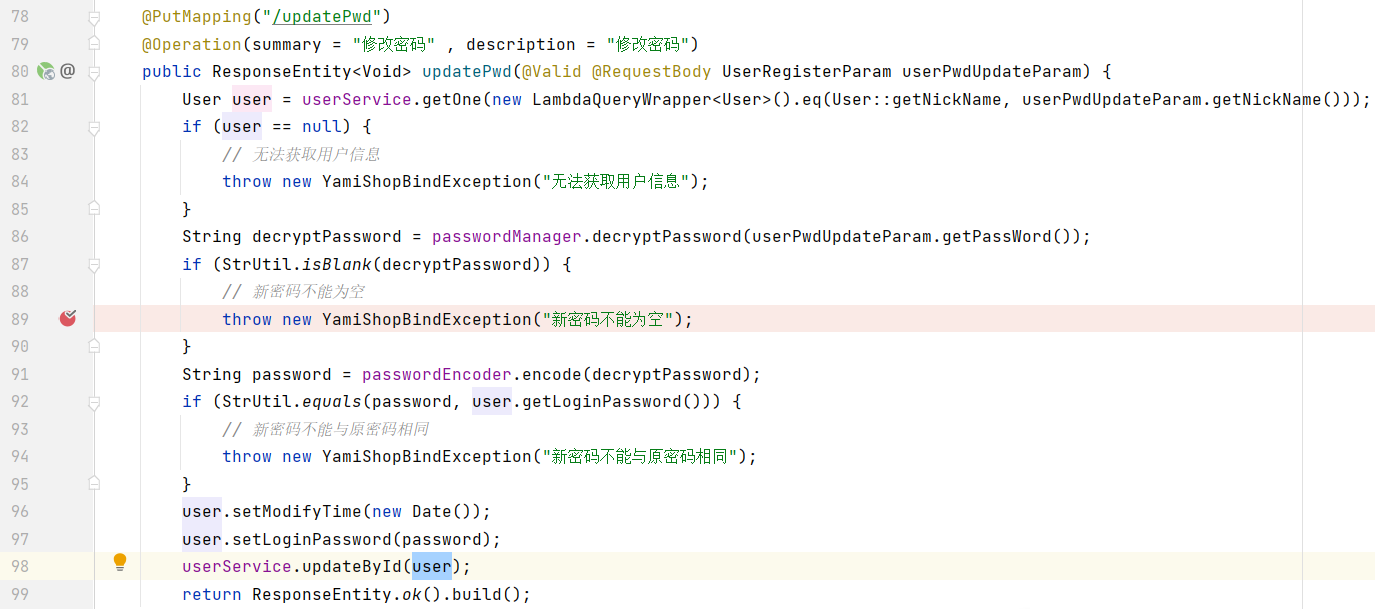 78 @PutMapping("/updatePwd")
79 @Operation(summary = "修改密码" , description = "修改密码")
80 @ public ResponseEntity<Void> updatePwd(@Valid @RequestBody UserRegisterParam userPwdUpdateParam) {
81 User user = userService.getOne(new LambdaQueryWrapper<User>().eq(User::getNickName, userPwdUpdateParam.getNickName()));
82 if (user == null) {
83 // 无法获取用户信息
84 throw new YamiShopBindException("无法获取用户信息");
85 }
86 String decryptPassword = passwordManager.decryptPassword(userPwdUpdateParam.getPassWord());
87 if (StrUtil.isBlank(decryptPassword)) {
88 // 新密码不能为空
89 throw new YamiShopBindException("新密码不能为空");
90 }
91 String password = passwordEncoder.encode(decryptPassword);
92 if (StrUtil.equals(password, user.getLoginPassword())) {
93 // 新密码不能与原密码相同
94 throw new YamiShopBindException("新密码不能与原密码相同");
95 }
96 user.setModifyTime(new Date());
97 user.setLoginPassword(password);
98 userService.updateById(user);
99 return ResponseEntity.ok().build();